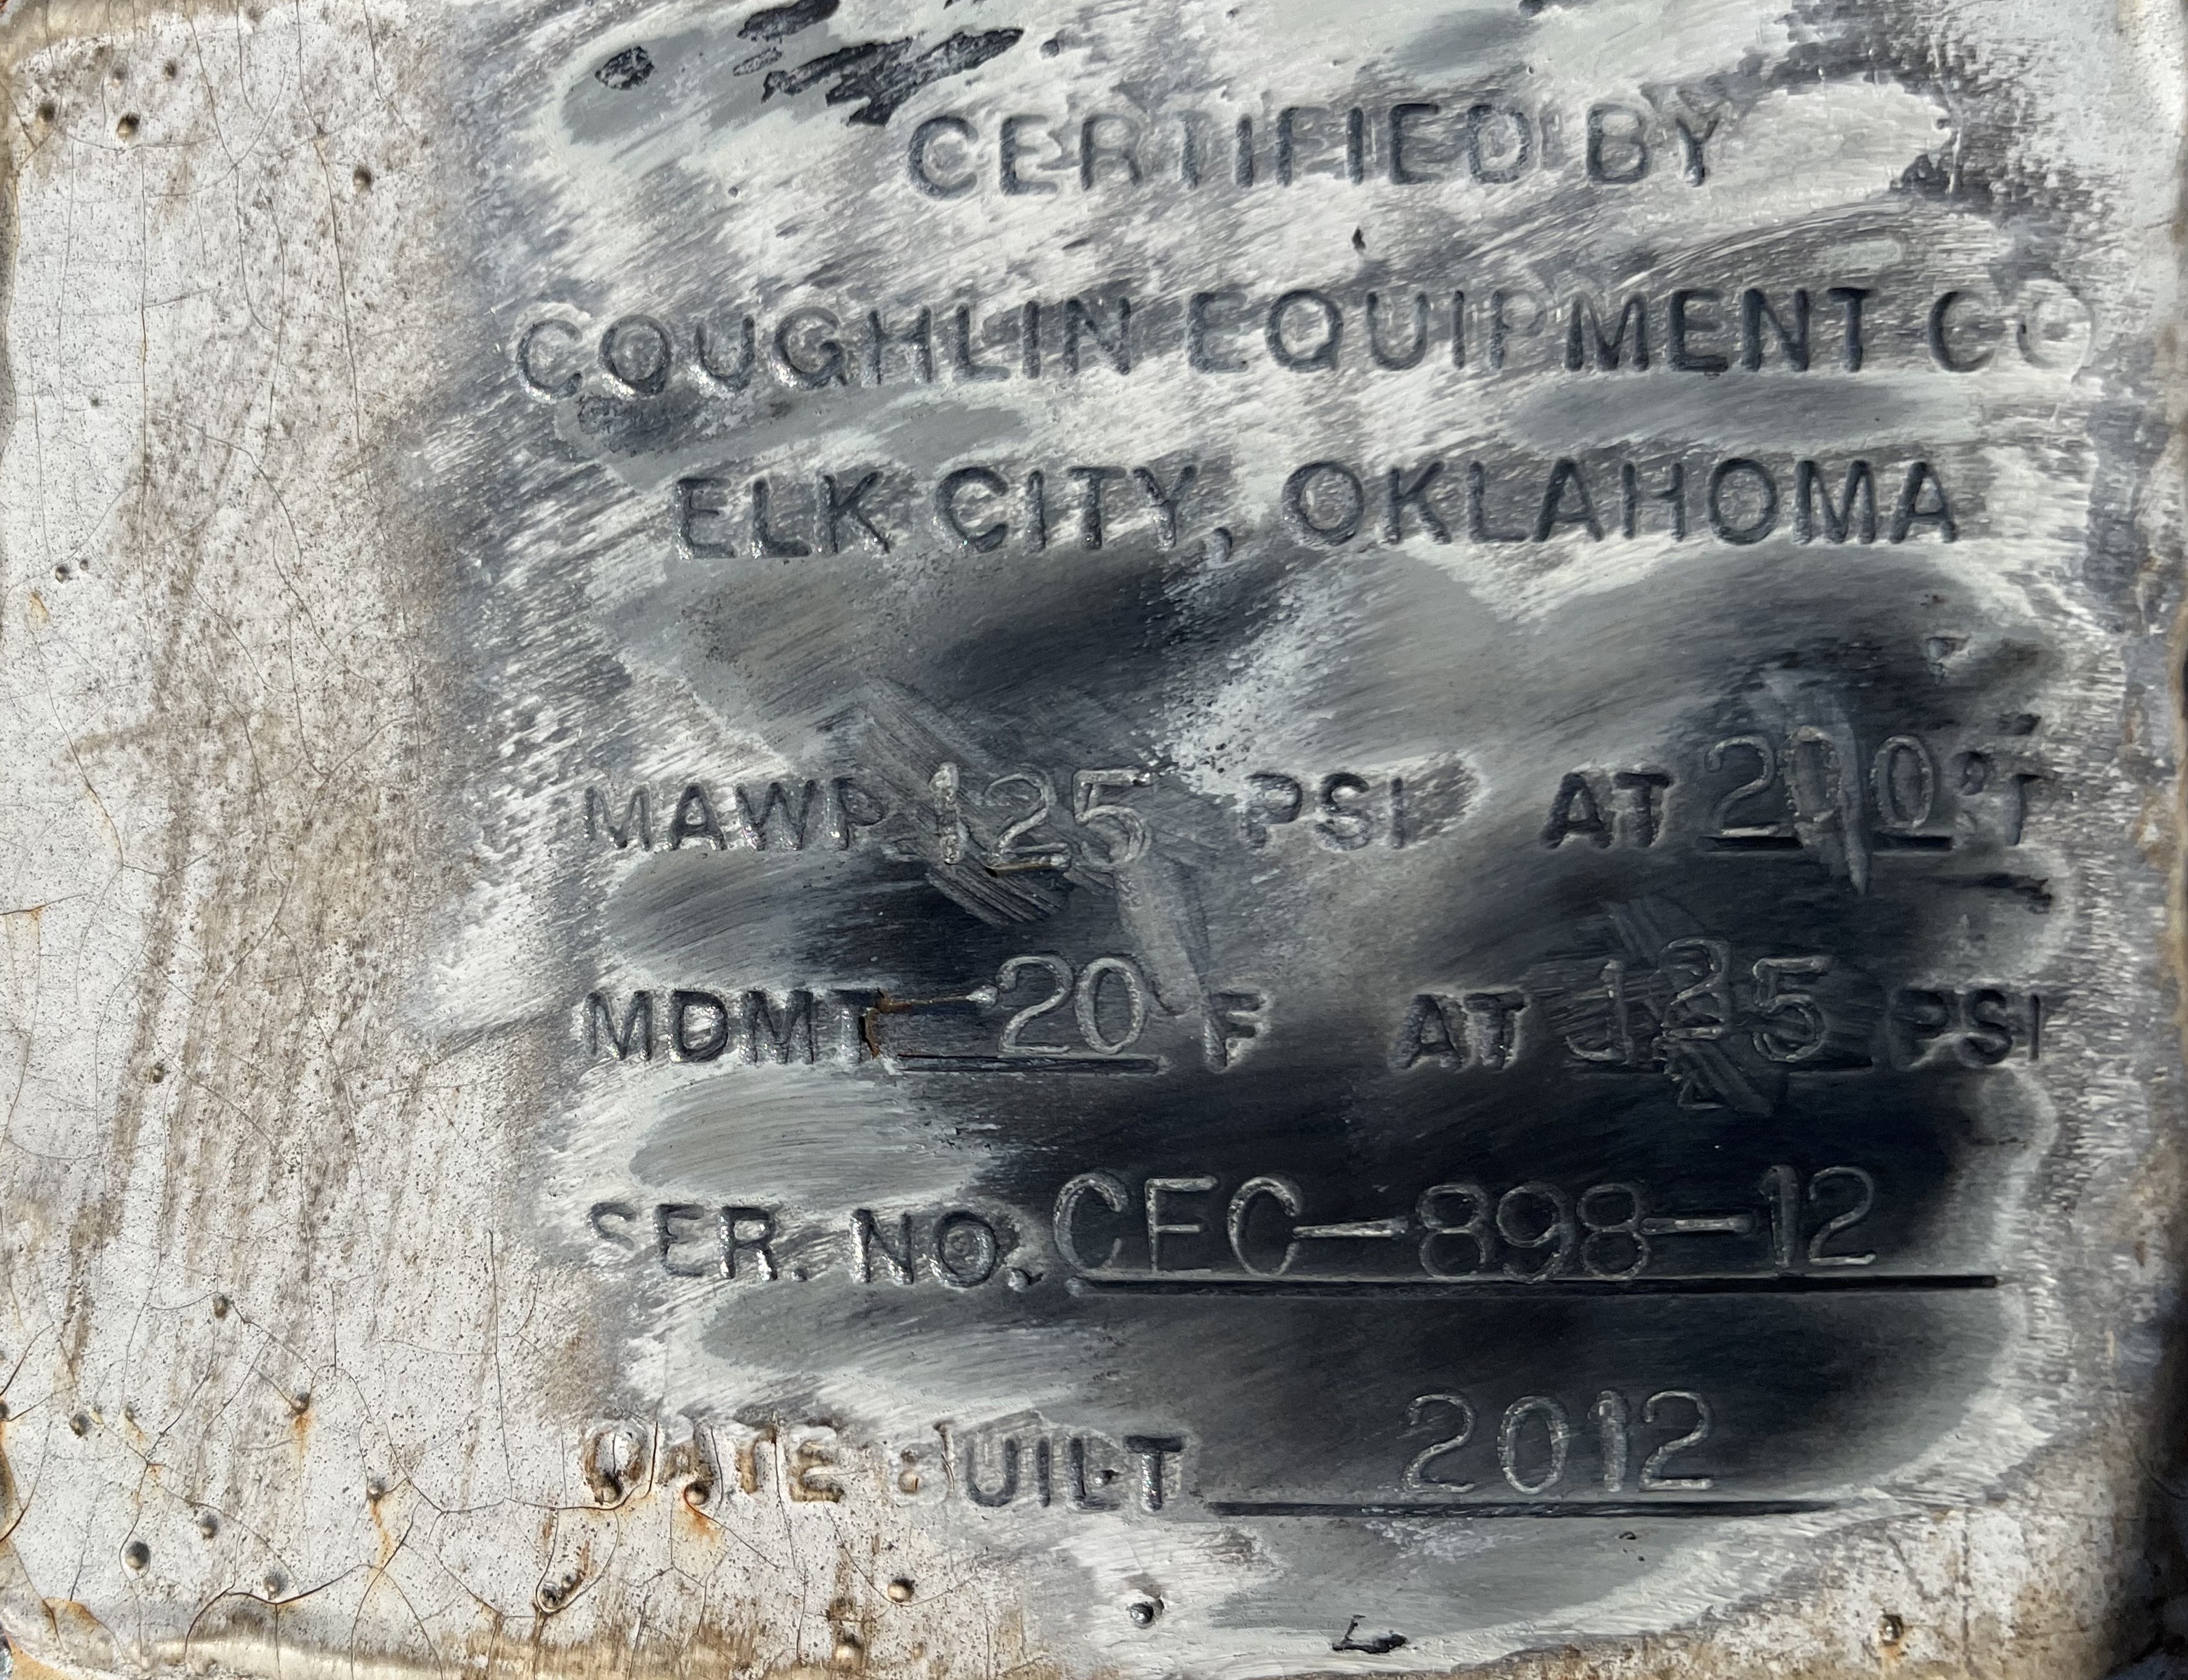 CERTIFIED BY
COUGHLIN EQUIPMENT CO
ELK CITY, OKLAHOMA
MAWP 125 PSI AT 200°F
MDMT -20 F AT 125 PSI
SER. NO. CEC-898-12
DATE BUILT 2012